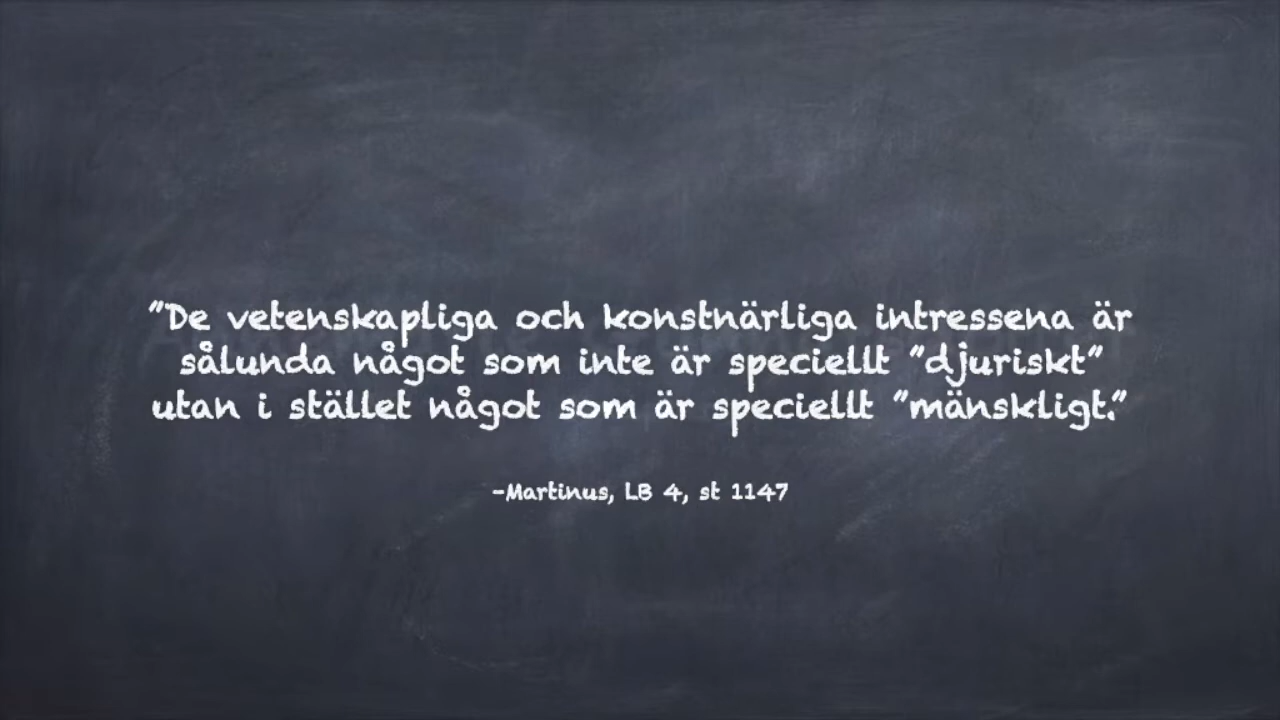 ”De vetenskapliga och konstnärliga intressena är
sålunda något som inte är speciellt ”djuriskt”
utan i stället något som är speciellt ”mänskligt.”
–Martinus, LB 4, st 1147